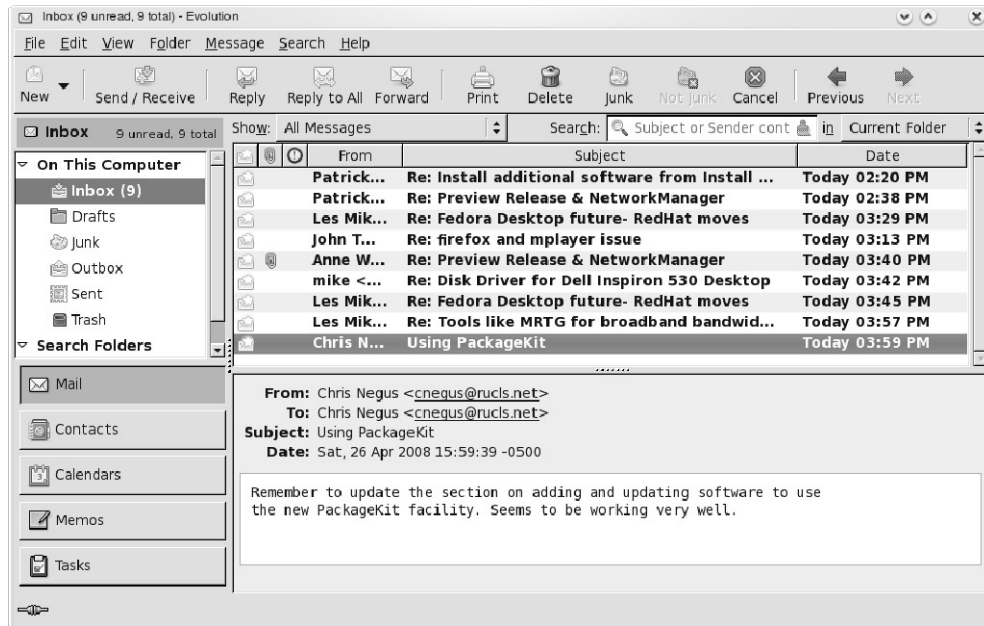 Inbox (9 unread, 9 total) - Evolution
File Edit View Folder Message Search Help
New Send / Receive Reply Reply to All Forward Print Delete Junk Not Junk Cancel Previous Next
Inbox 9 unread, 9 total
Show: All Messages Search: Subject or Sender cont in Current Folder
On This Computer
Inbox (9)
Drafts
Junk
Outbox
Sent
Trash
Search Folders
From Subject Date
Patrick... Re: Install additional software from Install ... Today 02:20 PM
Patrick... Re: Preview Release & NetworkManager Today 02:38 PM
Les Mik... Re: Fedora Desktop future- RedHat moves Today 03:29 PM
John T... Re: firefox and mplayer issue Today 03:13 PM
Anne W... Re: Preview Release & NetworkManager Today 03:40 PM
mike <... Re: Disk Driver for Dell Inspiron 530 Desktop Today 03:42 PM
Les Mik... Re: Fedora Desktop future- RedHat moves Today 03:45 PM
Les Mik... Re: Tools like MRTG for broadband bandwid... Today 03:57 PM
Chris N... Using PackageKit Today 03:59 PM
Mail
Contacts
Calendars
Memos
Tasks
From: Chris Negus <cnegus@rucls.net>
To: Chris Negus <cnegus@rucls.net>
Subject: Using PackageKit
Date: Sat, 26 Apr 2008 15:59:39 -0500
Remember to update the section on adding and updating software to use
the new PackageKit facility. Seems to be working very well.